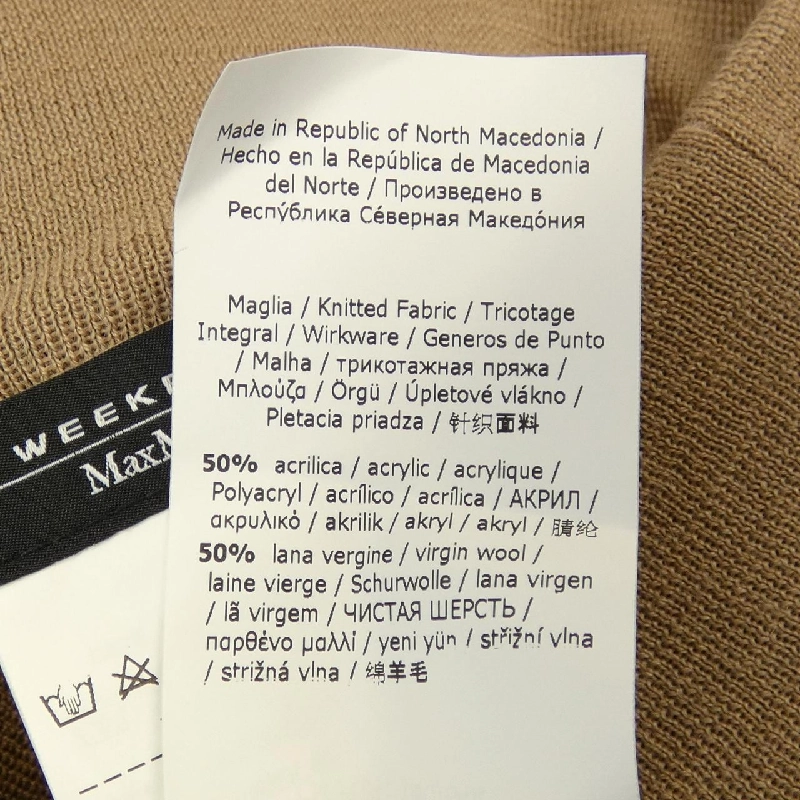 Made in Republic of North Macedonia /
Hecho en la República de Macedonia
del Norte / Произведено в
Респу́блика Се́верная Македо́ния
Maglia / Knitted Fabric / Tricotage
Integral / Wirkware / Generos de Punto
/ Malha / трикотажная пряжа /
Μπλούζα / Örgü / Úpletové vlákno /
Pletacia priadza / 针织面料
50% acrilica / acrylic / acrylique /
Polyacryl / acrílico / acrílica / АКРИЛ /
ακρυλικό / akrilik / akryl / akryl / 腈纶
50% lana vergine / virgin wool /
laine vierge / Schurwolle / lana virgen
/ lã virgem / ЧИСТАЯ ШЕРСТЬ /
παρθένο μαλλί / yeni yün / střižní vlna
/ strižná vlna / 绵羊毛
WEEKE
MaxM